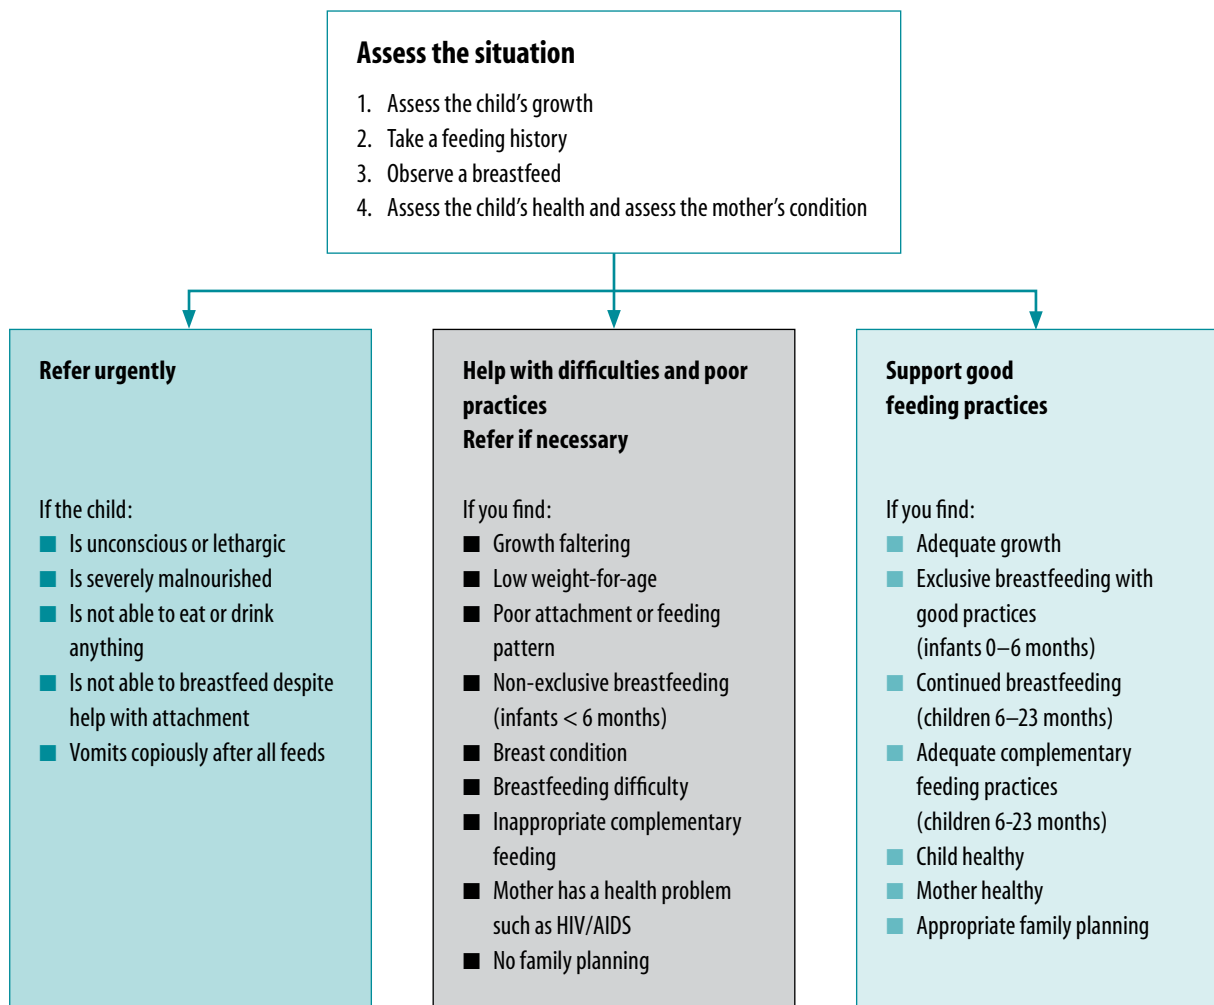 Assess the situation
1. Assess the child's growth
2. Take a feeding history
3. Observe a breastfeed
4. Assess the child's health and assess the mother's condition
Refer urgently
If the child:
■ Is unconscious or lethargic
■ Is severely malnourished
■ Is not able to eat or drink
anything
■ Is not able to breastfeed despite
help with attachment
■ Vomits copiously after all feeds
Help with difficulties and poor
practices
Refer if necessary
If you find:
■ Growth faltering
■ Low weight-for-age
■ Poor attachment or feeding
pattern
■ Non-exclusive breastfeeding
(infants < 6 months)
■ Breast condition
■ Breastfeeding difficulty
■ Inappropriate complementary
feeding
■ Mother has a health problem
such as HIV/AIDS
■ No family planning
Support good
feeding practices
If you find:
■ Adequate growth
■ Exclusive breastfeeding with
good practices
(infants 0–6 months)
■ Continued breastfeeding
(children 6–23 months)
■ Adequate complementary
feeding practices
(children 6-23 months)
■ Child healthy
■ Mother healthy
■ Appropriate family planning